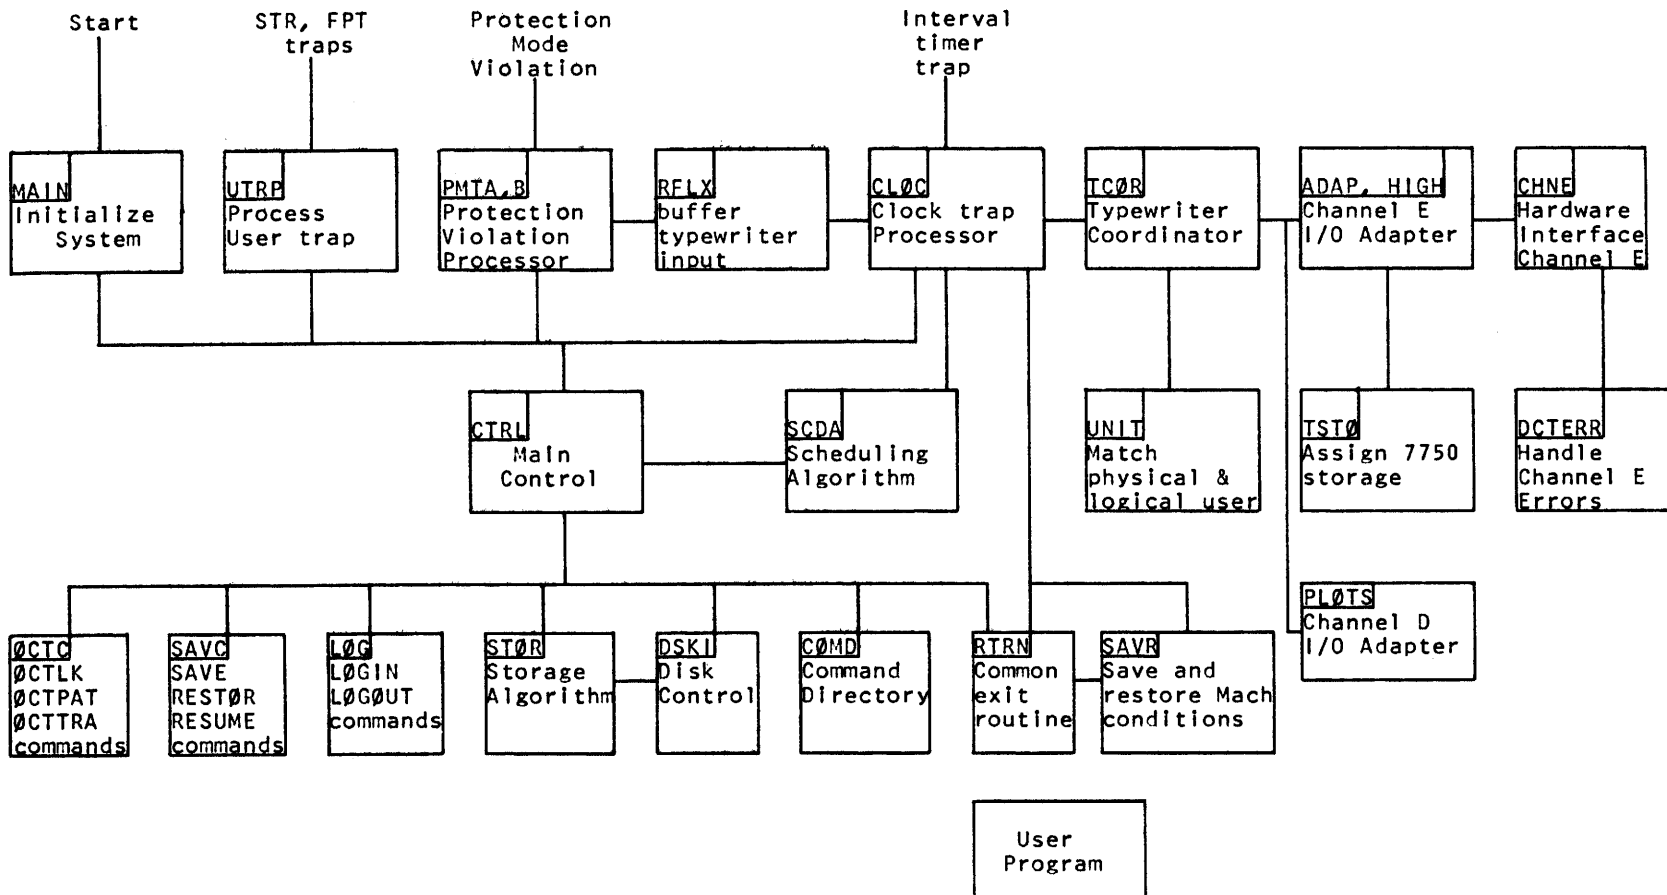 Start
STR, FPT
traps
Protection
Mode
Violation
Interval
timer
trap
MAIN
Initialize
System
UTRP
Process
User trap
PMTA,B
Protection
Violation
Processor
RFLX
buffer
typewriter
input
CLØC
Clock trap
Processor
TCØR
Typewriter
Coordinator
ADAP, HIGH
Channel E
I/O Adapter
CHNE
Hardware
Interface
Channel E
CTRL
Main
Control
SCDA
Scheduling
Algorithm
UNIT
Match
physical &
logical user
TSTØ
Assign 7750
storage
DCTERR
Handle
Channel E
Errors
PLØTS
Channel D
I/O Adapter
ØCTC
ØCTLK
ØCTPAT
ØCTTRA
commands
SAVC
SAVE
RESTØR
RESUME
commands
LØG
LØGIN
LØGØUT
commands
STØR
Storage
Algorithm
DSKI
Disk
Control
CØMD
Command
Directory
RTRN
Common
exit
routine
SAVR
Save and
restore Mach
conditions
User
Program